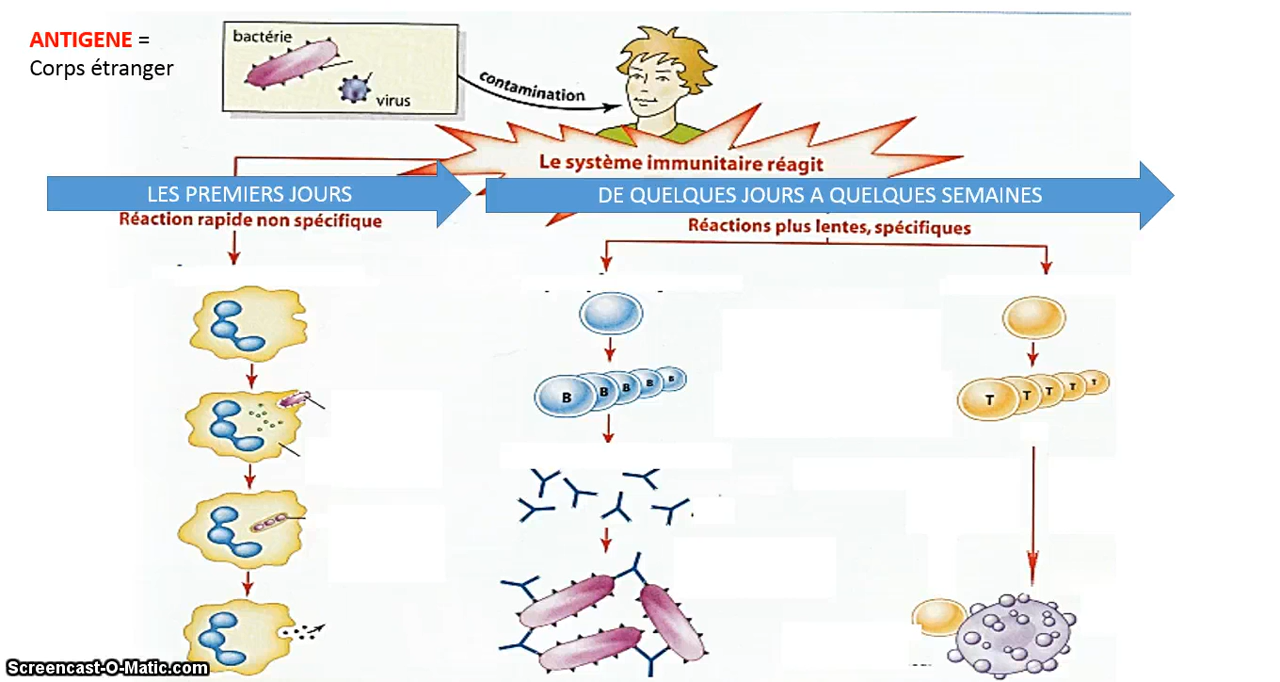 ANTIGENE =
Corps étranger
bactérie
virus
contamination
Le système immunitaire réagit
LES PREMIERS JOURS
DE QUELQUES JOURS A QUELQUES SEMAINES
Réaction rapide non spécifique
Réactions plus lentes, spécifiques
B B B B B
T T T T T
Screencast-O-Matic.com